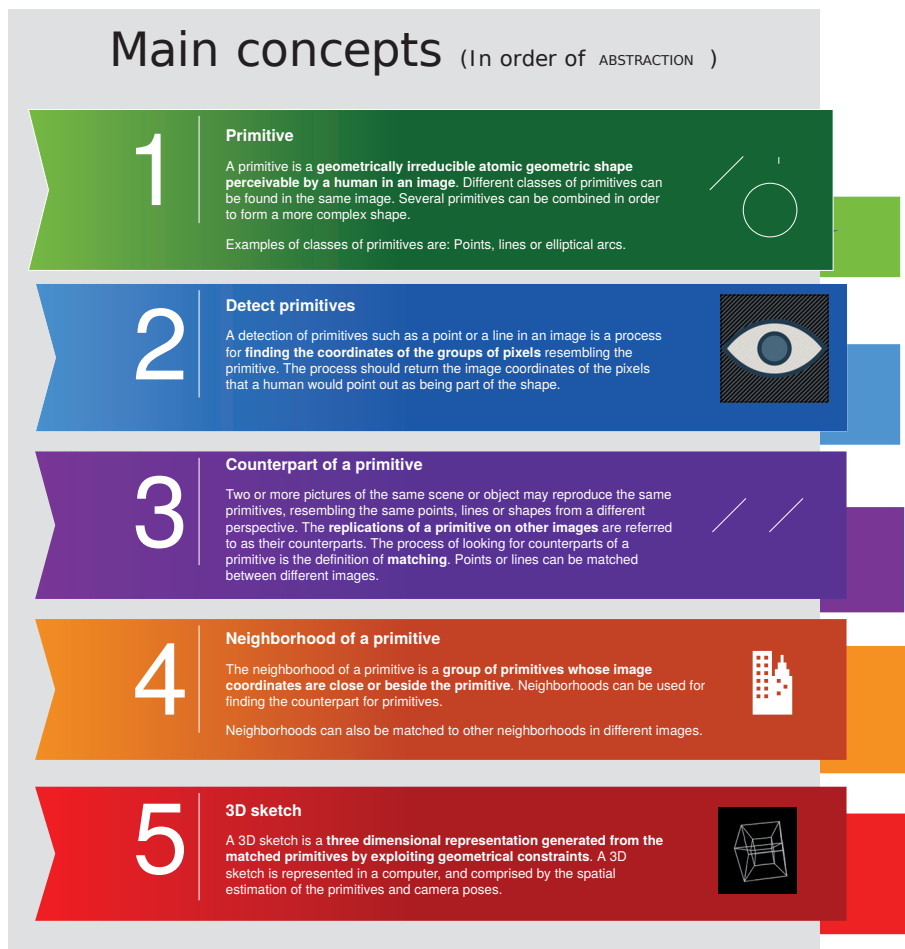 Main concepts (In order of ABSTRACTION )
1
Primitive
A primitive is a geometrically irreducible atomic geometric shape
perceivable by a human in an image. Different classes of primitives can
be found in the same image. Several primitives can be combined in order
to form a more complex shape.
Examples of classes of primitives are: Points, lines or elliptical arcs.
2
Detect primitives
A detection of primitives such as a point or a line in an image is a process
for finding the coordinates of the groups of pixels resembling the
primitive. The process should return the image coordinates of the pixels
that a human would point out as being part of the shape.
3
Counterpart of a primitive
Two or more pictures of the same scene or object may reproduce the same
primitives, resembling the same points, lines or shapes from a different
perspective. The replications of a primitive on other images are referred
to as their counterparts. The process of looking for counterparts of a
primitive is the definition of matching. Points or lines can be matched
between different images.
4
Neighborhood of a primitive
The neighborhood of a primitive is a group of primitives whose image
coordinates are close or beside the primitive. Neighborhoods can be used for
finding the counterpart for primitives.
Neighborhoods can also be matched to other neighborhoods in different images.
5
3D sketch
A 3D sketch is a three dimensional representation generated from the
matched primitives by exploiting geometrical constraints. A 3D
sketch is represented in a computer, and comprised by the spatial
estimation of the primitives and camera poses.